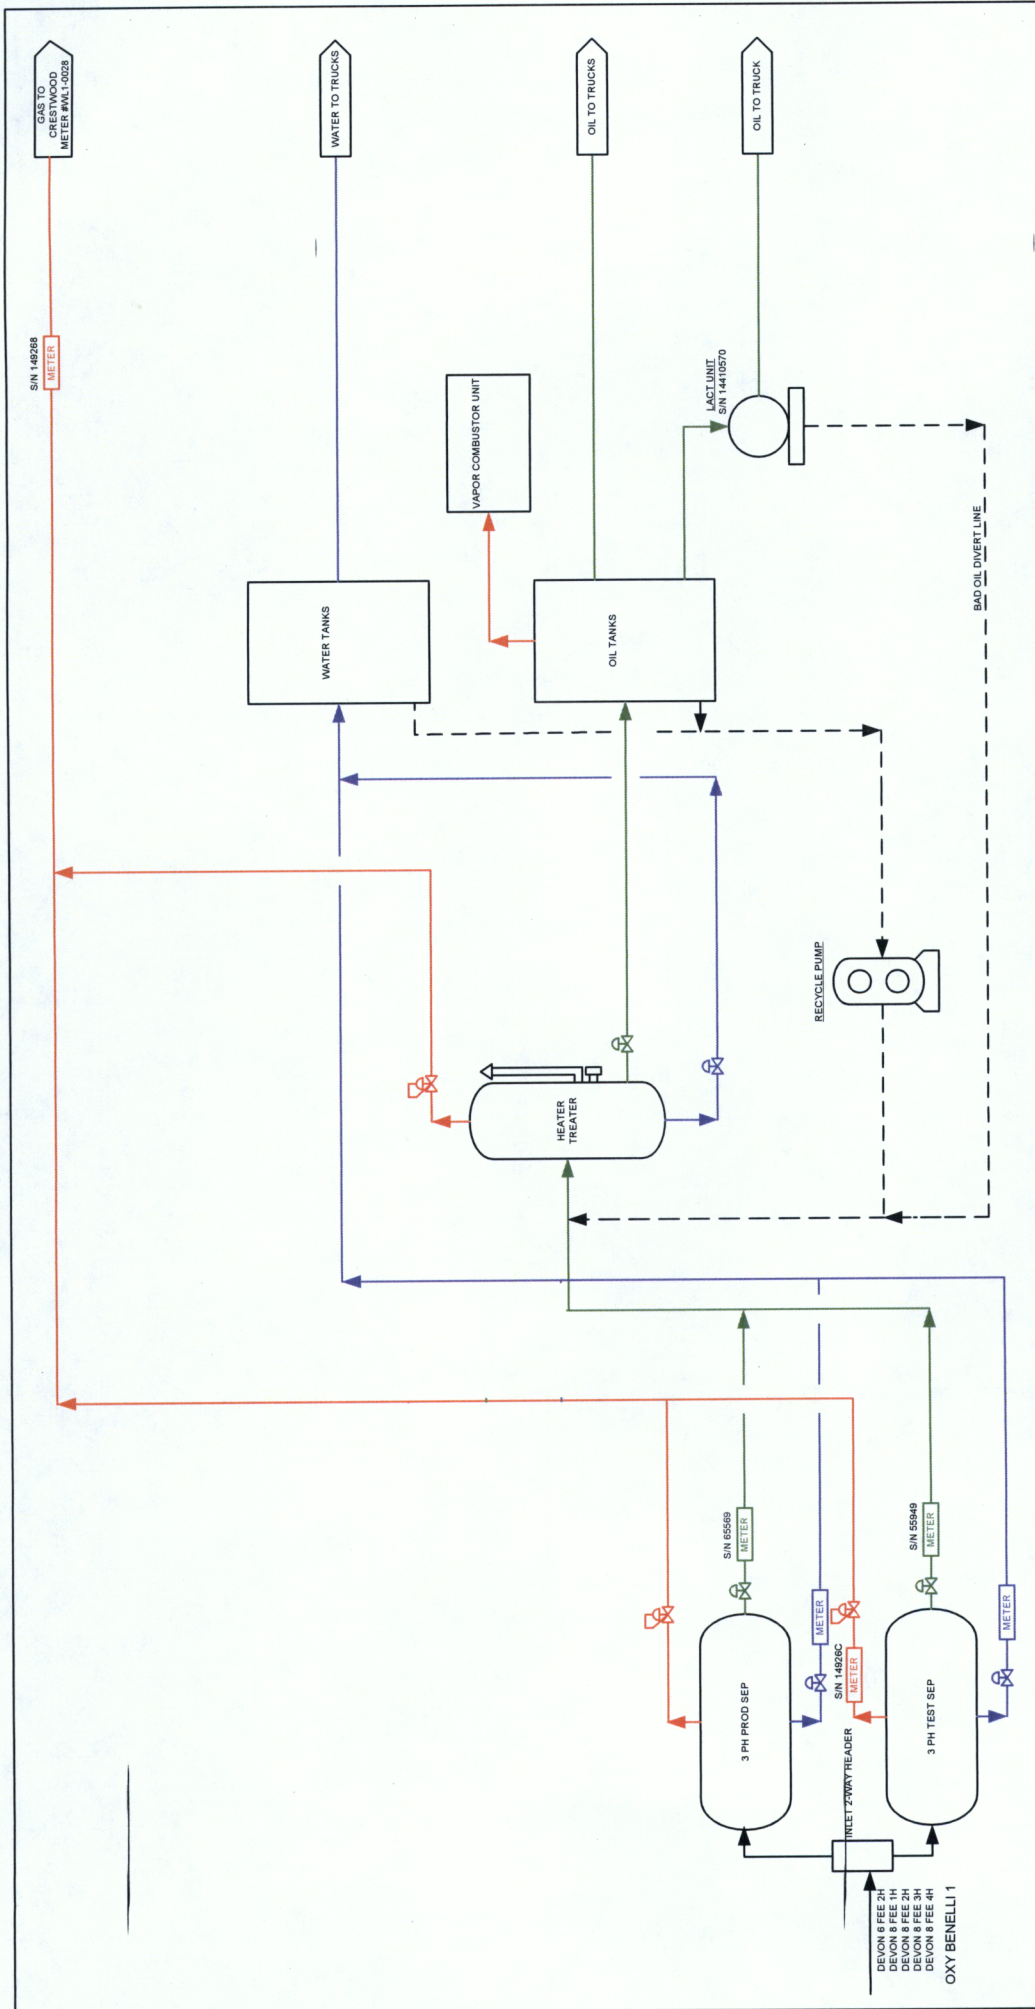 GAS TO
CRESTWOOD
METER #WL1-0028
S/N 149268
METER
WATER TO TRUCKS
OIL TO TRUCKS
OIL TO TRUCK
VAPOR COMBUSTOR UNIT
LACT UNIT
S/N 14410570
WATER TANKS
OIL TANKS
BAD OIL DIVERT LINE
RECYCLE PUMP
HEATER
TREATER
S/N 65569
METER
METER
S/N 14926C
METER
S/N 55949
METER
METER
3 PH PROD SEP
3 PH TEST SEP
INLET 2-WAY HEADER
DEVON 6 FEE 2H
DEVON 8 FEE 1H
DEVON 8 FEE 2H
DEVON 8 FEE 3H
DEVON 8 FEE 4H
OXY BENELLI 1